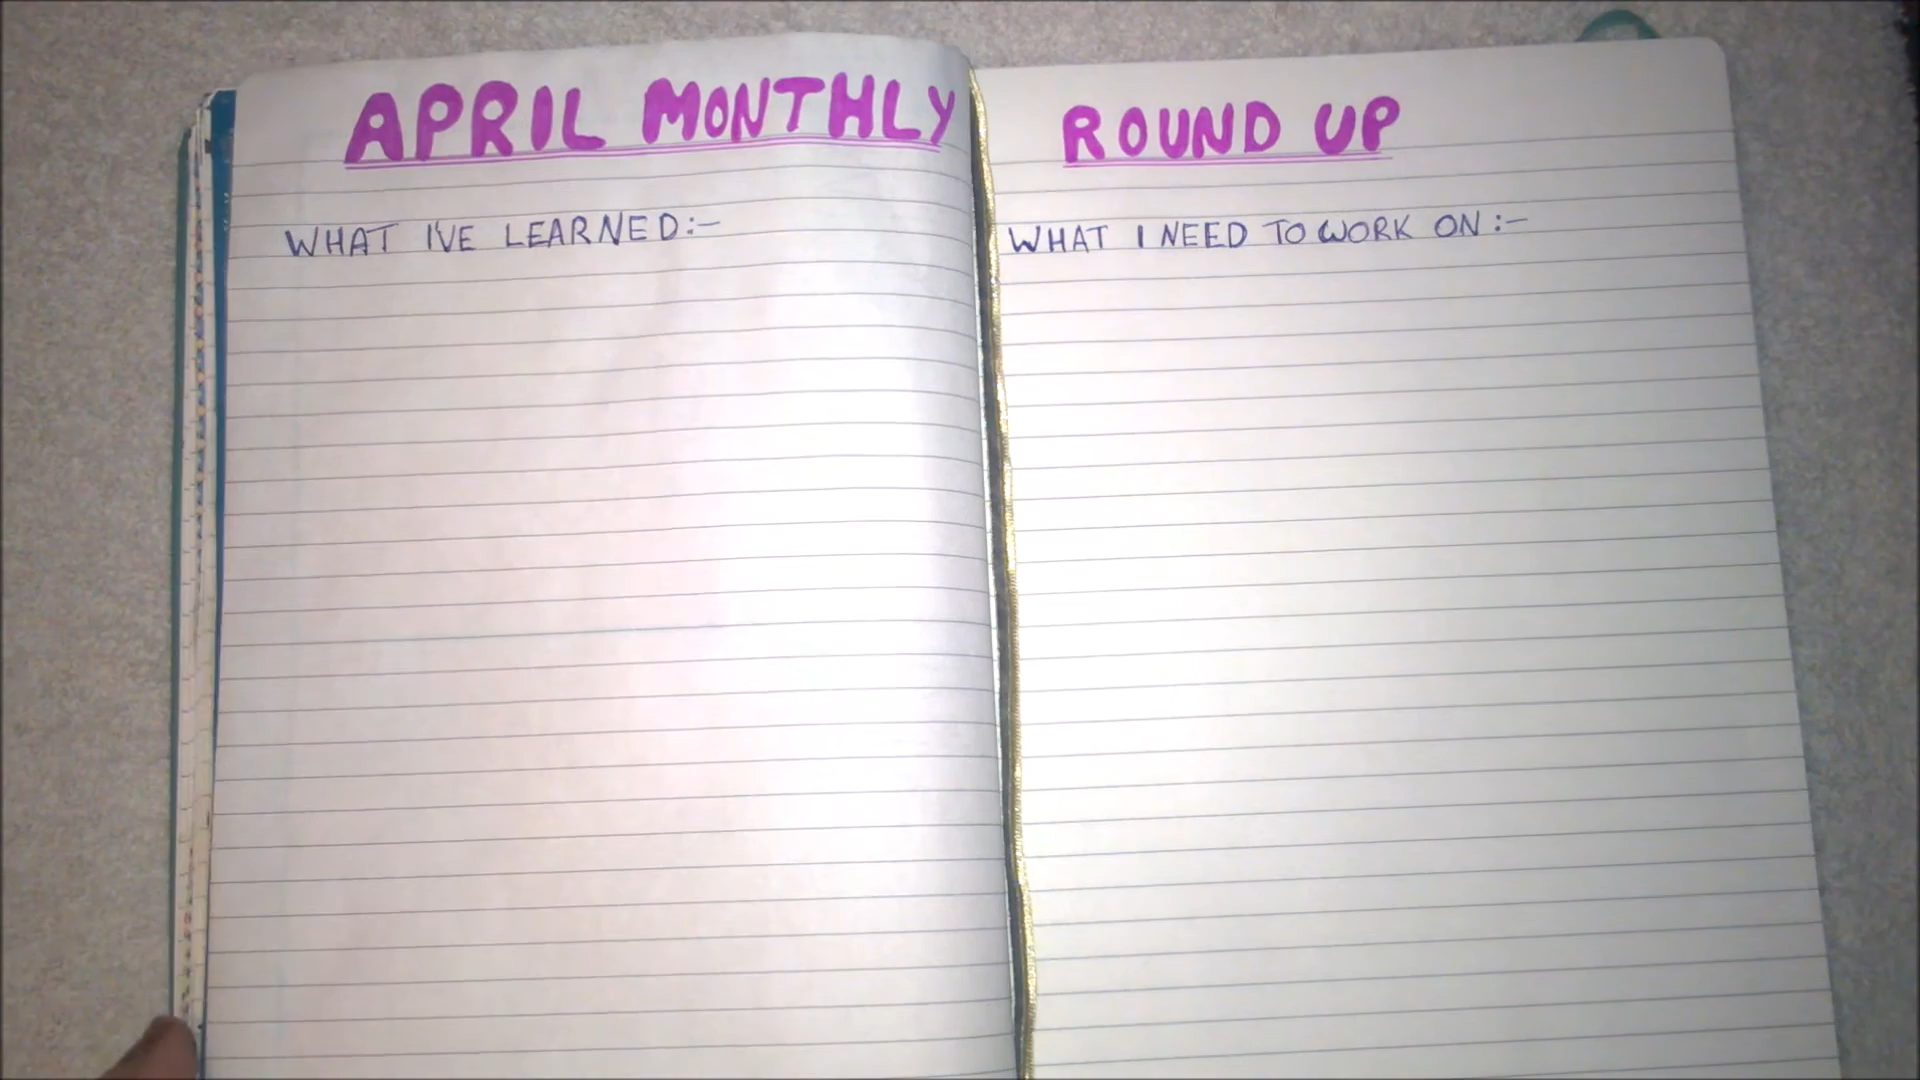 APRIL MONTHLY ROUND UP
WHAT I'VE LEARNED:-
WHAT I NEED TO WORK ON:-